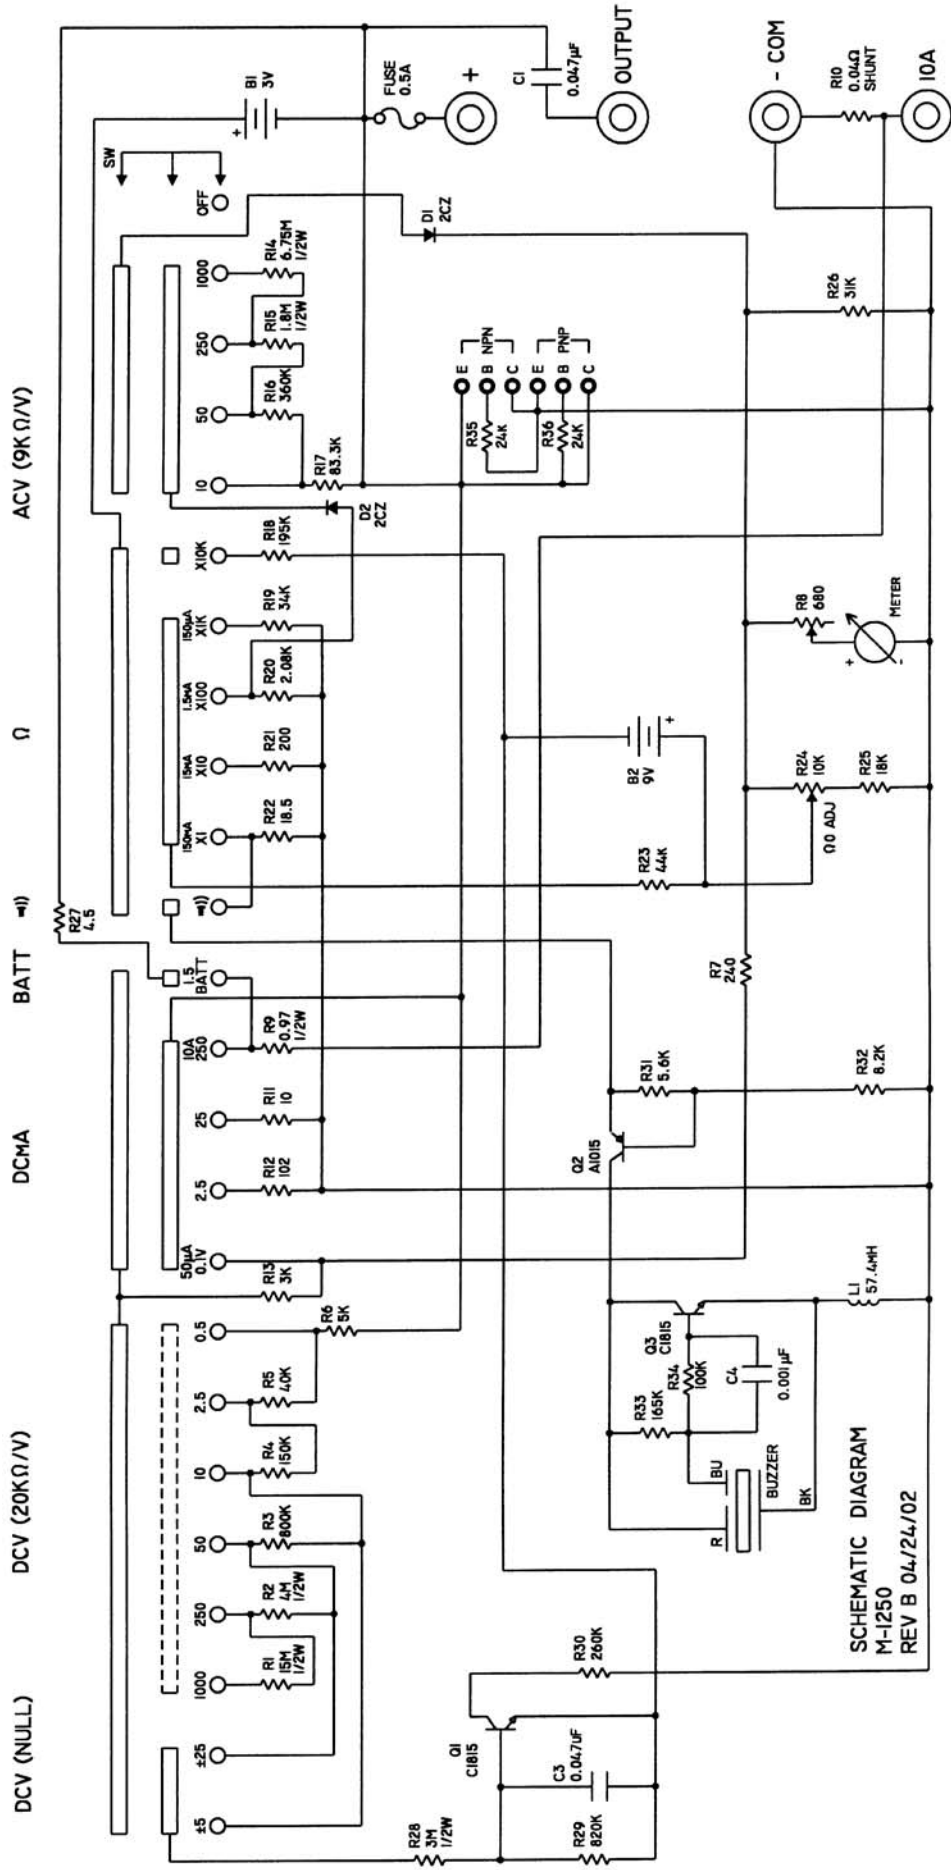 DCV (NULL)
DCV (20KΩ/V)
DCMA
BATT
Ω
ACV (9KΩ/V)
±5
±25
1000
250
50
10
2.5
0.5
50µA
0.1V
2.5
25
10A
250
1.5
BATT
150MA
X1
15MA
X10
1.5MA
X100
150µA
X1K
X10K
10
50
250
1000
OFF
SW
R27
4.5
+
B1
3V
FUSE
0.5A
+
C1
0.047µF
OUTPUT
- COM
R10
0.04Ω
SHUNT
10A
R1
15M
1/2W
R2
4M
1/2W
R3
800K
R4
150K
R5
40K
R6
5K
R13
3K
R12
102
R11
10
R9
0.97
1/2W
R22
18.5
R21
200
R20
2.08K
R19
34K
R18
195K
R17
83.3K
R16
360K
R15
1.8M
1/2W
R14
6.75M
1/2W
D2
2CZ
D1
2CZ
E
B
C
NPN
E
B
C
PNP
R35
24K
R36
24K
R28
3M
1/2W
R29
820K
C3
0.047uF
Q1
C1815
R30
260K
R
BU
BK
BUZZER
R33
165K
R34
100K
C4
0.001µF
Q3
C1815
L1
57.4MH
Q2
A1015
R31
5.6K
R32
8.2K
R7
240
R23
44K
B2
9V
+
Ω0 ADJ
R24
10K
R25
18K
R8
680
+
-
METER
R26
31K
SCHEMATIC DIAGRAM
M-1250
REV B 04/24/02